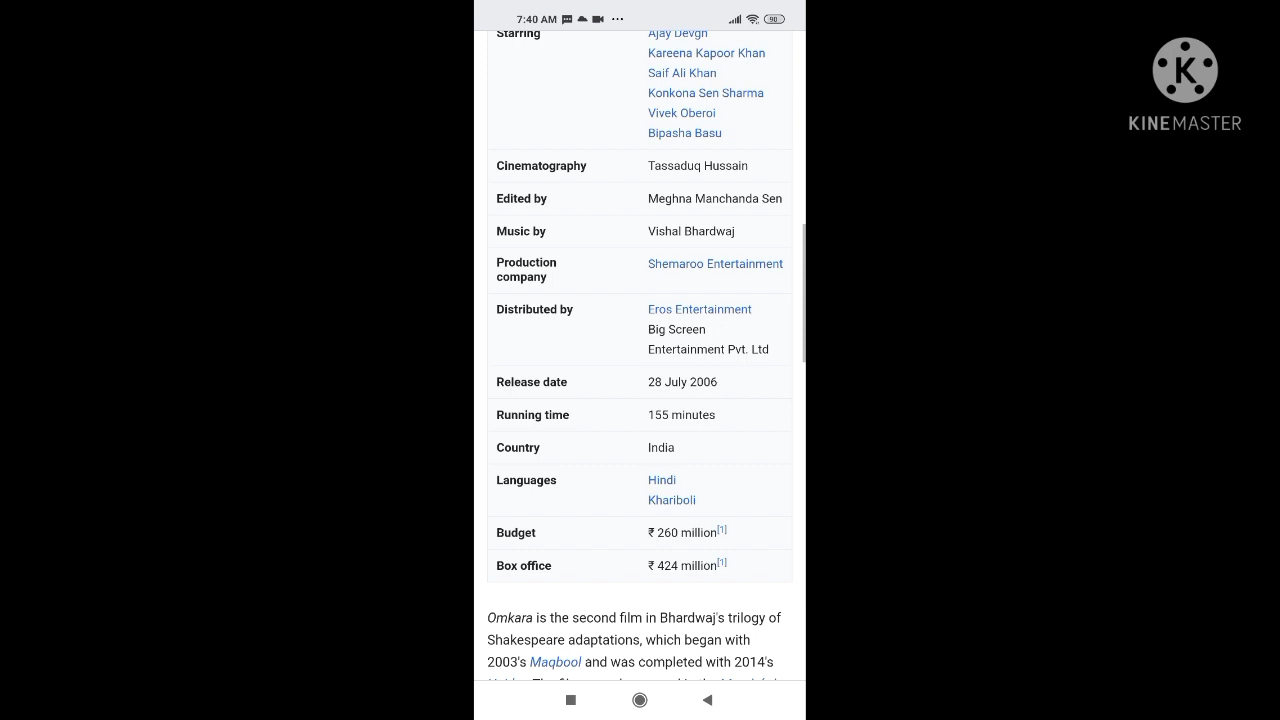 7:40 AM
90
Starring Ajay Devgn
Kareena Kapoor Khan
Saif Ali Khan
Konkona Sen Sharma
Vivek Oberoi
Bipasha Basu
Cinematography Tassaduq Hussain
Edited by Meghna Manchanda Sen
Music by Vishal Bhardwaj
Production company Shemaroo Entertainment
Distributed by Eros Entertainment
Big Screen
Entertainment Pvt. Ltd
Release date 28 July 2006
Running time 155 minutes
Country India
Languages Hindi
Khariboli
Budget ₹ 260 million[1]
Box office ₹ 424 million[1]
Omkara is the second film in Bhardwaj's trilogy of
Shakespeare adaptations, which began with
2003's Maqbool and was completed with 2014's
K
KINEMASTER